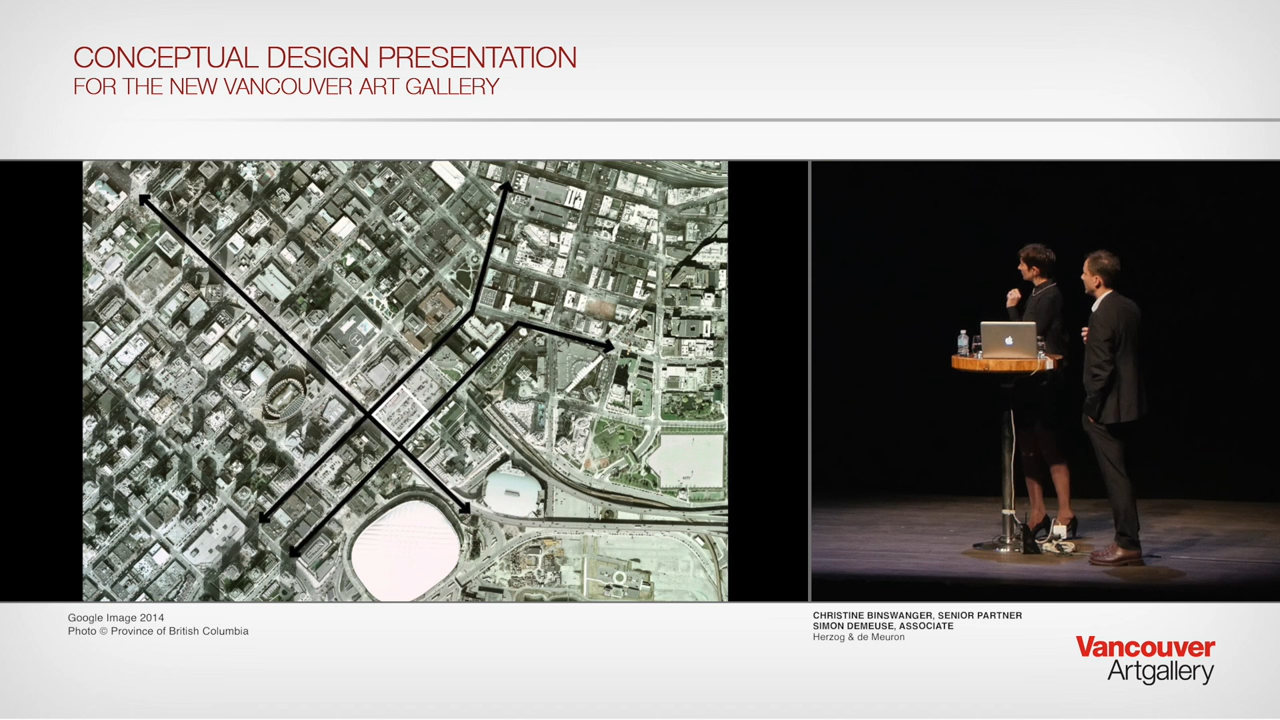 CONCEPTUAL DESIGN PRESENTATION
FOR THE NEW VANCOUVER ART GALLERY
Google Image 2014
Photo © Province of British Columbia
CHRISTINE BINSWANGER, SENIOR PARTNER
SIMON DEMEUSE, ASSOCIATE
Herzog & de Meuron
Vancouver
Artgallery